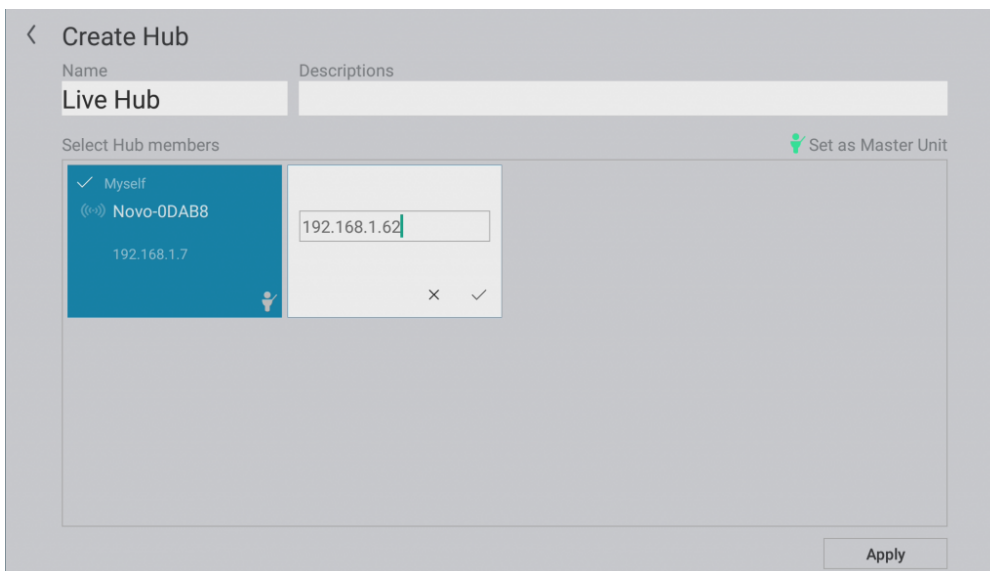 Create Hub
Name
Descriptions
Live Hub
Select Hub members
Set as Master Unit
Myself
Novo-0DAB8
192.168.1.7
192.168.1.62
Apply